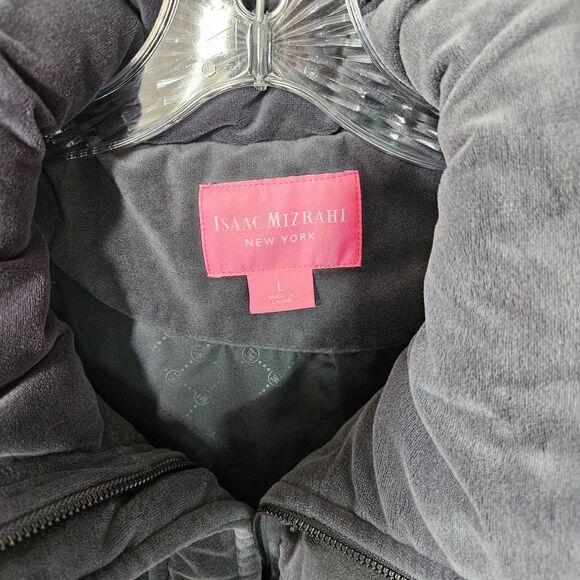 ISAAC MIZRAHI
NEW YORK
L
MADE IN
CHINA